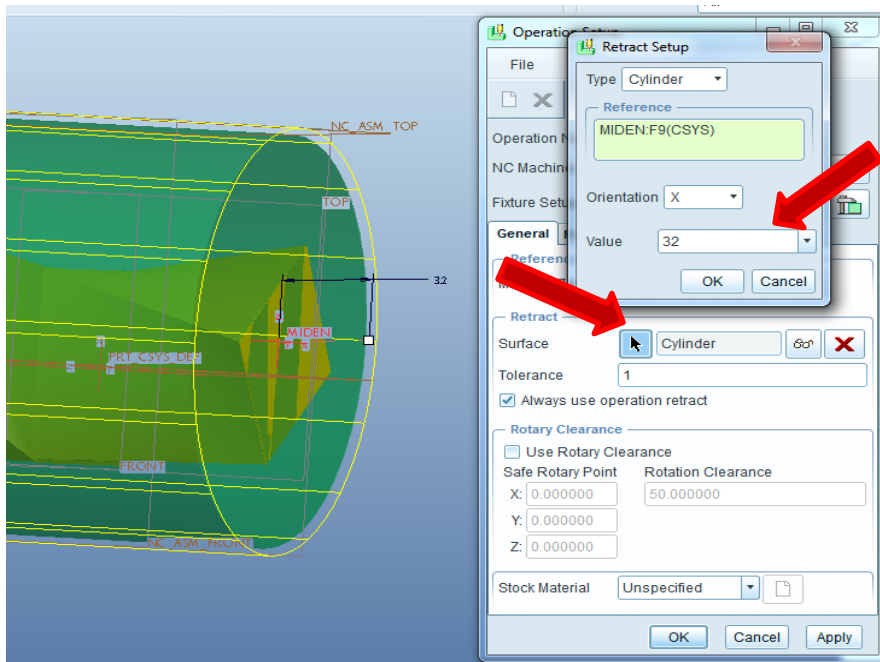 NC_ASM_TOP
TOP
32
MIDEN
PRT_CSYS_DEF
FRONT
NC_ASM_FRONT
Operation Setup
File
Operation N
NC Machin
Fixture Setu
General
Referenc
Retract
Surface
Cylinder
Tolerance
1
Always use operation retract
Rotary Clearance
Use Rotary Clearance
Safe Rotary Point Rotation Clearance
X: 0.000000 50.000000
Y: 0.000000
Z: 0.000000
Stock Material Unspecified
OK Cancel Apply
Retract Setup
Type Cylinder
Reference
MIDEN:F9(CSYS)
Orientation X
Value 32
OK Cancel